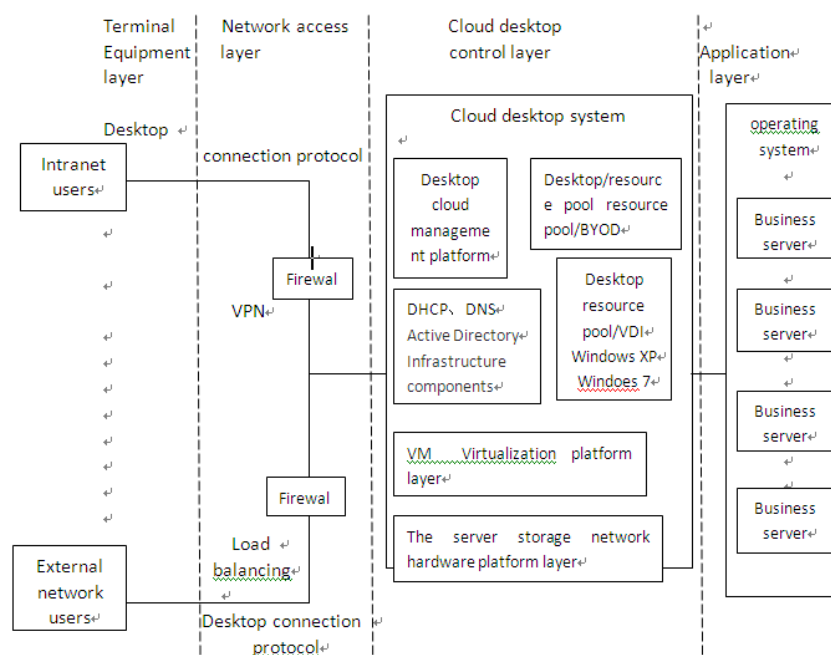 Terminal
Equipment
layer
Network access
layer
Cloud desktop
control layer
Application
layer
Desktop
connection protocol
Intranet
users
Firewal
VPN
Firewal
Load
balancing
External
network
users
Desktop connection
protocol
Cloud desktop system
Desktop
cloud
manageme
nt platform
Desktop/resourc
e pool resource
pool/BYOD
DHCP、DNS
Active Directory
Infrastructure
components
Desktop
resource
pool/VDI
Windows XP
Windoes 7
VM Virtualization platform
layer
The server storage network
hardware platform layer
operating
system
Business
server
Business
server
Business
server
Business
server